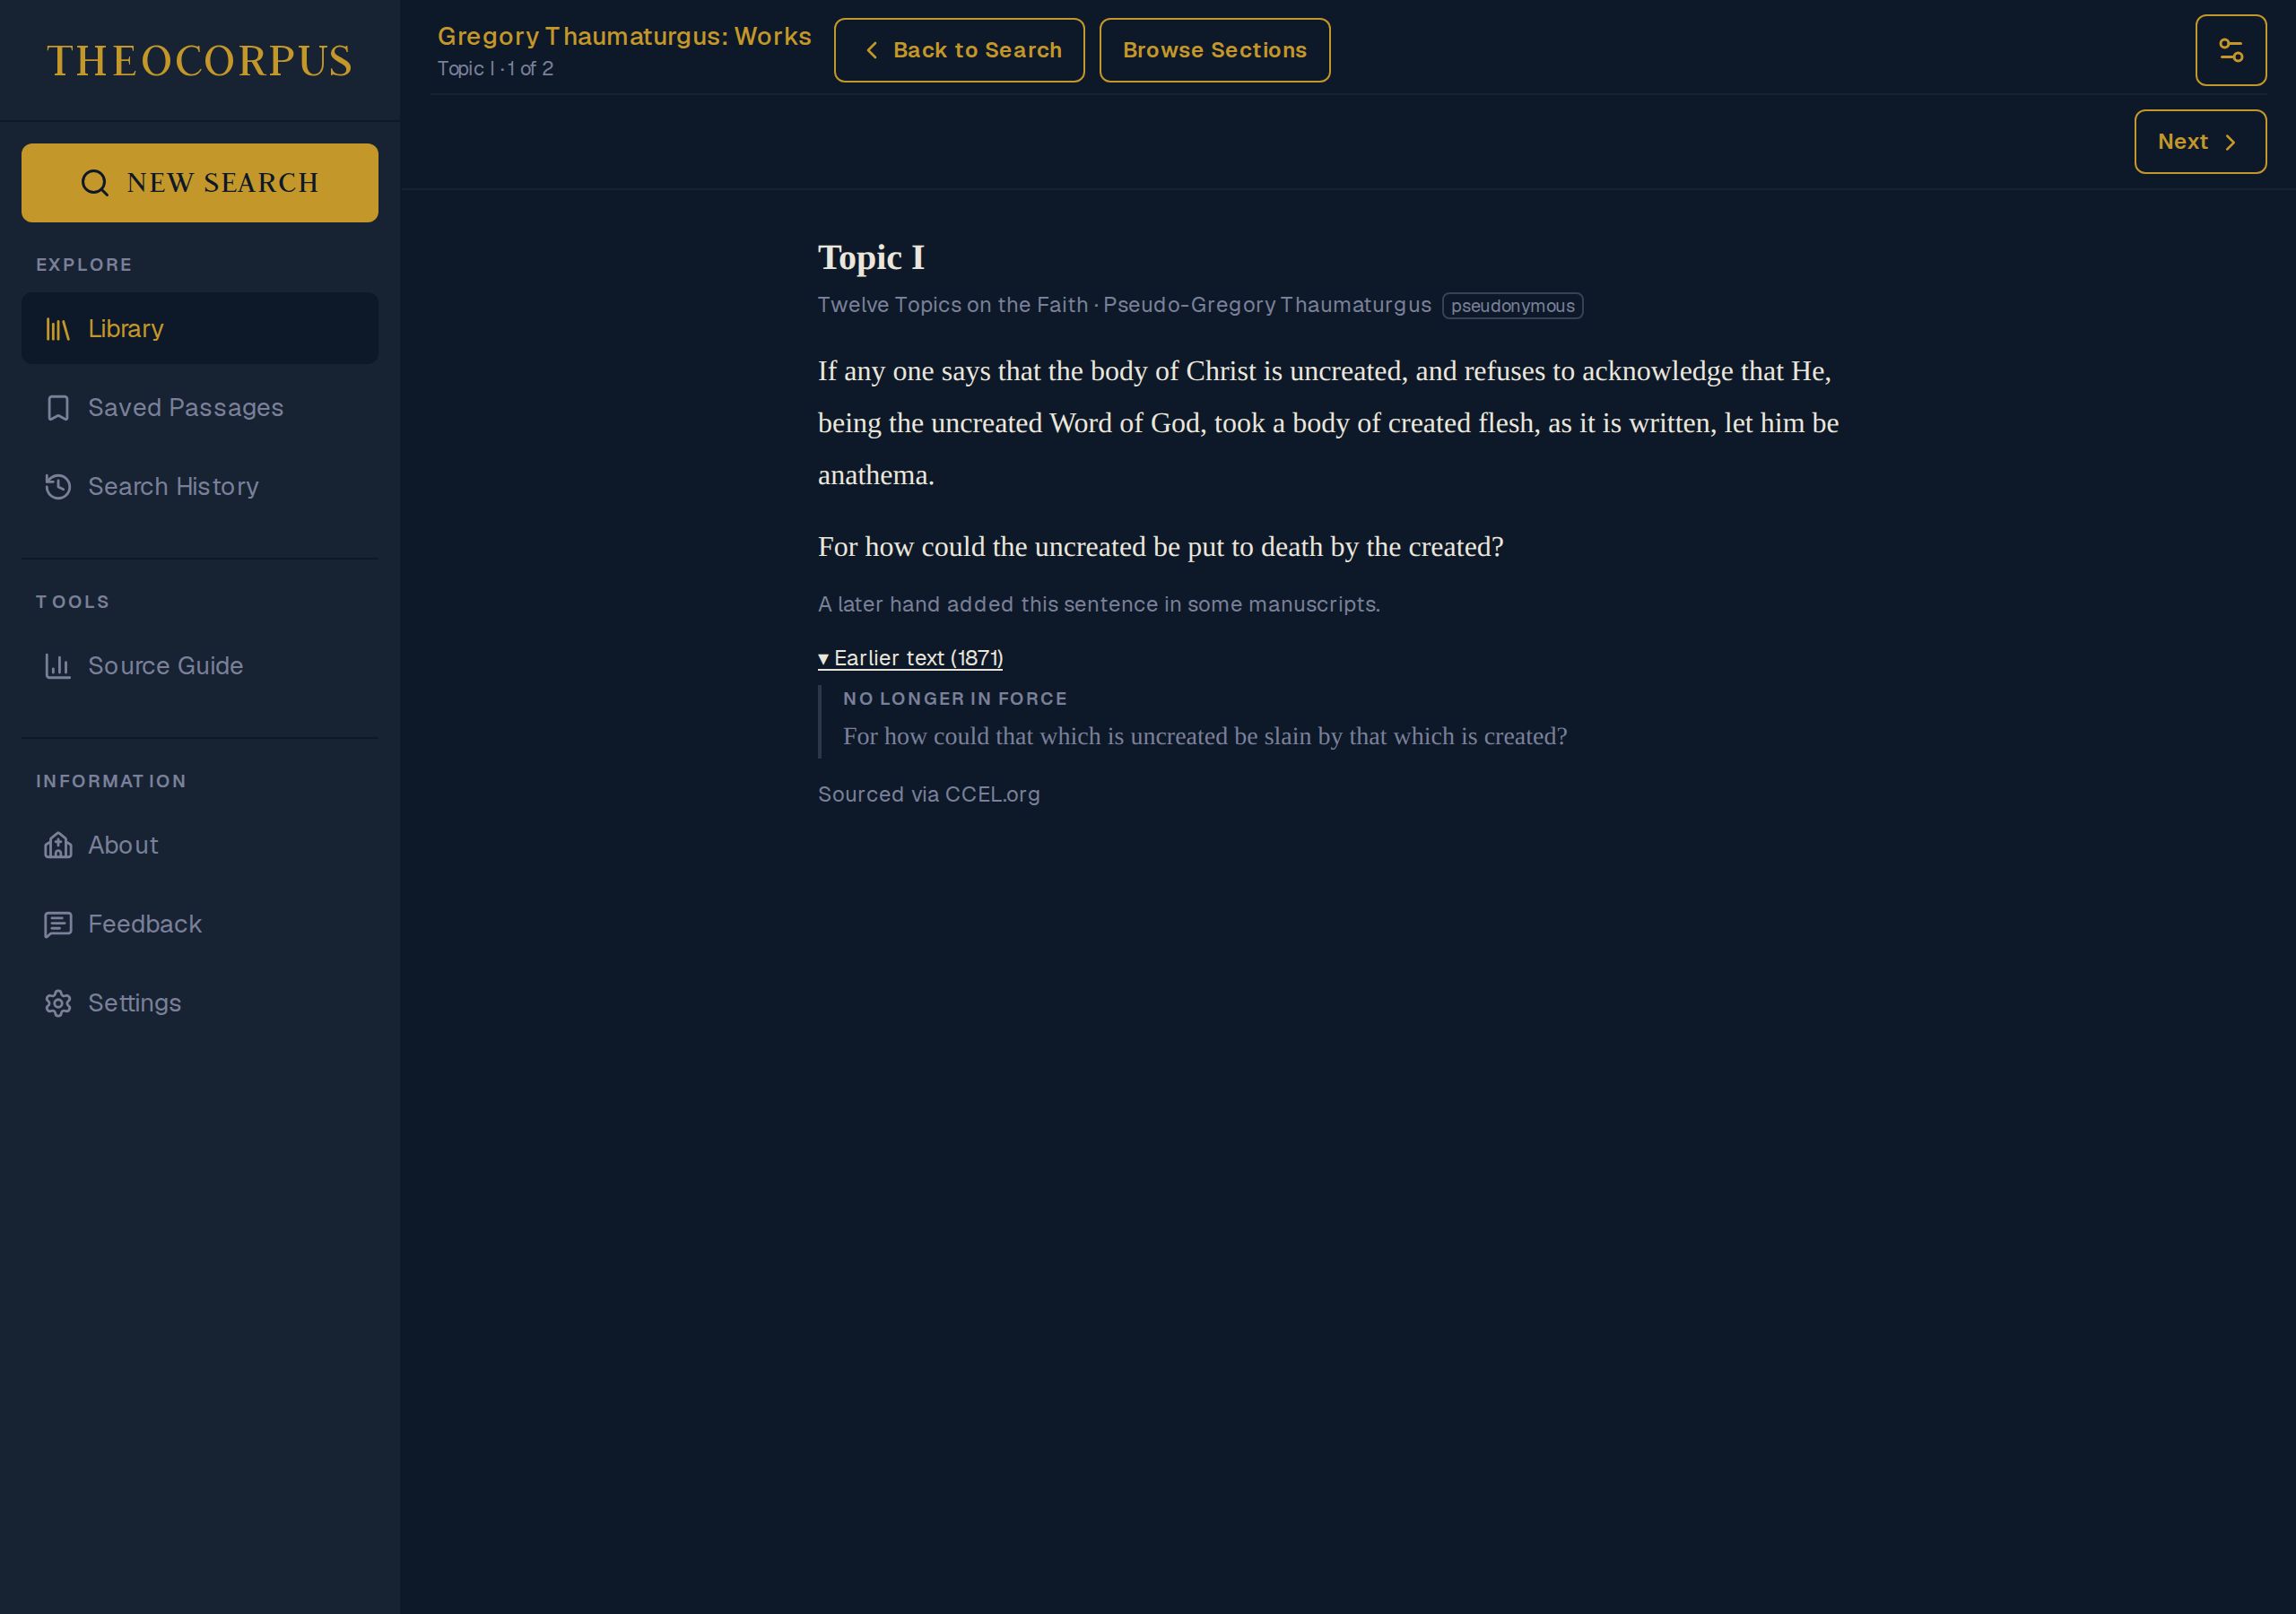 THEOCORPUS
NEW SEARCH
EXPLORE
Library
Saved Passages
Search History
TOOLS
Source Guide
INFORMATION
About
Feedback
Settings
Gregory Thaumaturgus: Works
Topic I · 1 of 2
Back to Search
Browse Sections
Next
Topic I
Twelve Topics on the Faith · Pseudo-Gregory Thaumaturgus pseudonymous
If any one says that the body of Christ is uncreated, and refuses to acknowledge that He,
being the uncreated Word of God, took a body of created flesh, as it is written, let him be
anathema.
For how could the uncreated be put to death by the created?
A later hand added this sentence in some manuscripts.
▾ Earlier text (1871)
NO LONGER IN FORCE
For how could that which is uncreated be slain by that which is created?
Sourced via CCEL.org